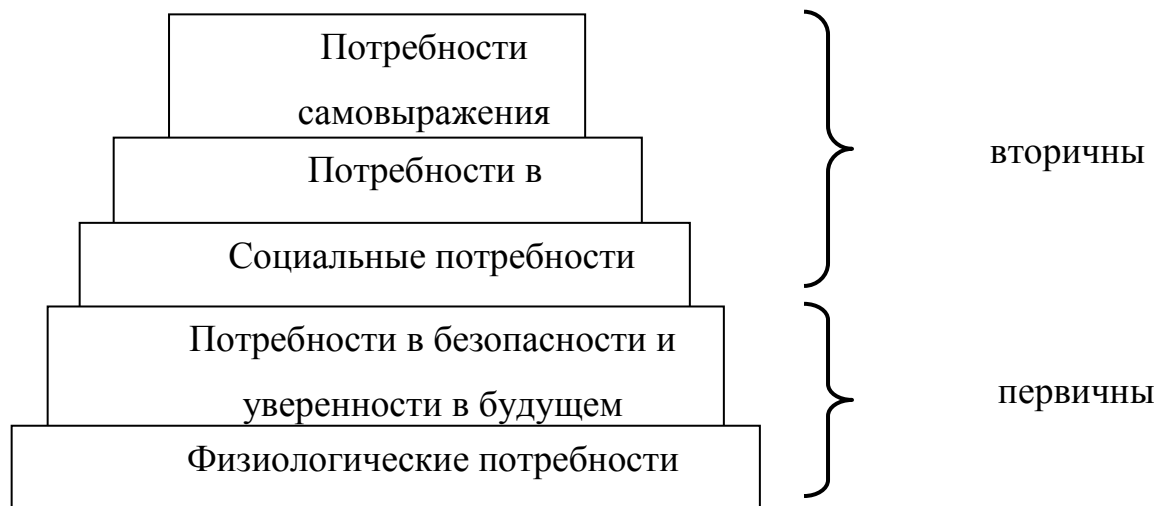 Потребности
самовыражения
Потребности в
Социальные потребности
Потребности в безопасности и
уверенности в будущем
Физиологические потребности
вторичны
первичны